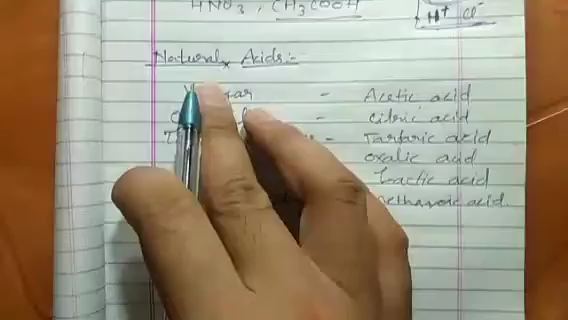 HNO3, CH3COOH
H+ Cl-
Natural Acids:-
- Acetic acid
- Citric acid
- Tartaric acid
oxalic acid
Lactic acid
methanoic acid